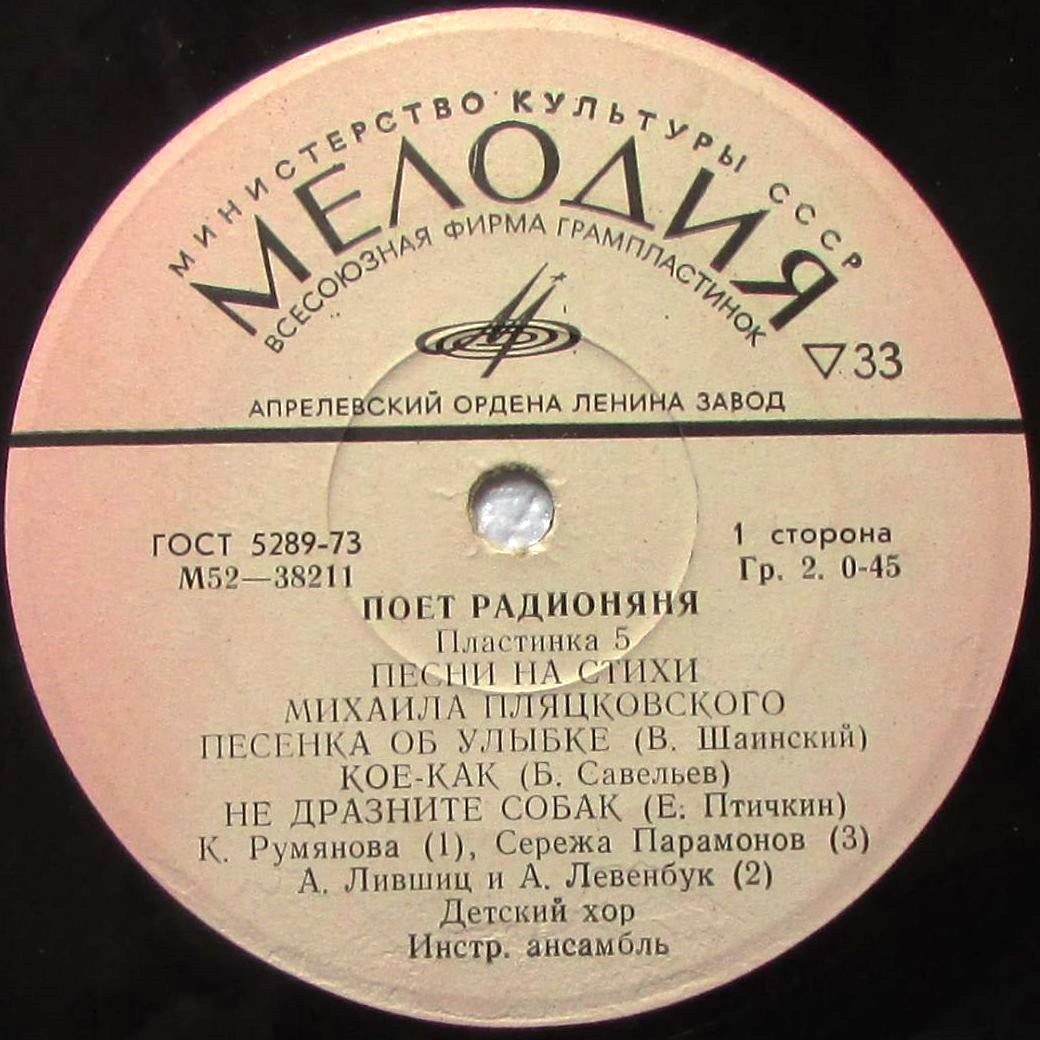 МИНИСТЕРСТВО КУЛЬТУРЫ СССР
МЕЛОДИЯ
ВСЕСОЮЗНАЯ ФИРМА ГРАМПЛАСТИНОК
▽33
АПРЕЛЕВСКИЙ ОРДЕНА ЛЕНИНА ЗАВОД
ГОСТ 5289-73
1 сторона
М52—38211
Гр. 2. 0-45
ПОЕТ РАДИОНЯНЯ
Пластинка 5
ПЕСНИ НА СТИХИ
МИХАИЛА ПЛЯЦКОВСКОГО
ПЕСЕНКА ОБ УЛЫБКЕ (В. Шаинский)
КОЕ-КАК (Б. Савельев)
НЕ ДРАЗНИТЕ СОБАК (Е. Птичкин)
К. Румянова (1), Сережа Парамонов (3)
А. Лившиц и А. Левенбук (2)
Детский хор
Инстр. ансамбль